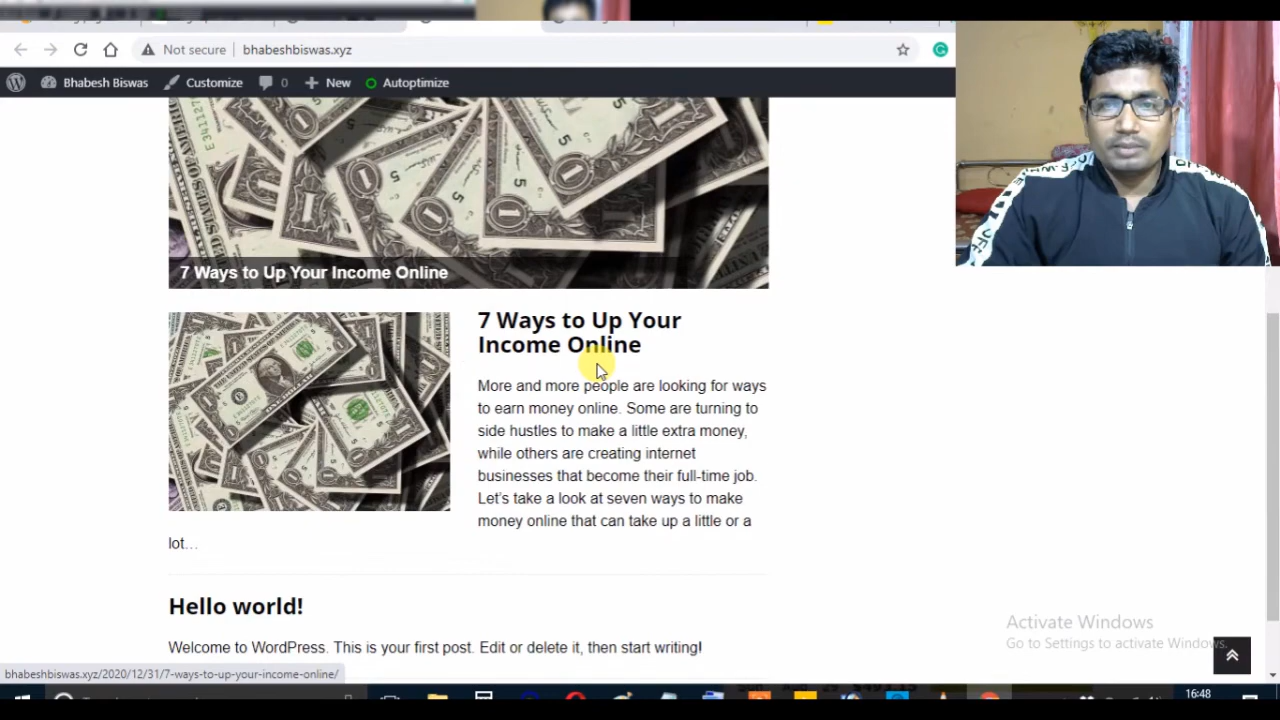 Not secure
bhabeshbiswas.xyz
Bhabesh Biswas
Customize
0
New
Autoptimize
7 Ways to Up Your Income Online
7 Ways to Up Your
Income Online
More and more people are looking for ways
to earn money online. Some are turning to
side hustles to make a little extra money,
while others are creating internet
businesses that become their full-time job.
Let's take a look at seven ways to make
money online that can take up a little or a
lot…
Hello world!
Welcome to WordPress. This is your first post. Edit or delete it, then start writing!
Activate Windows
Go to Settings to activate Windows.
bhabeshbiswas.xyz/2020/12/31/7-ways-to-up-your-income-online/
16:48